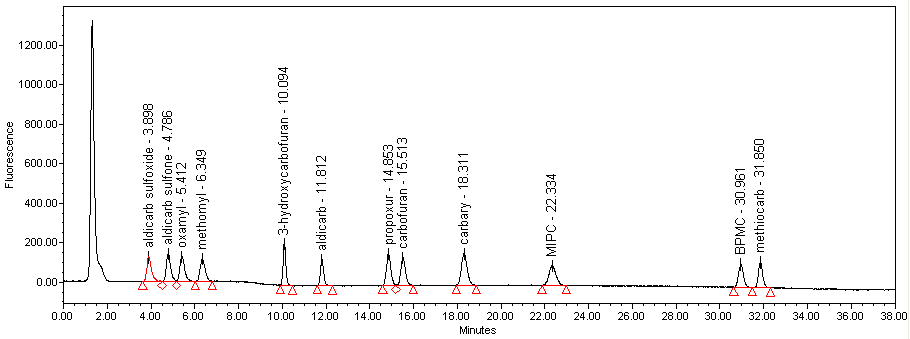 aldicarb sulfoxide - 3.898
aldicarb sulfone - 4.786
oxamyl - 5.412
methomyl - 6.349
3-hydroxycarbofuran - 10.094
aldicarb - 11.812
propoxur - 14.853
carbofuran - 15.513
carbary - 18.311
MIPC - 22.334
BPMC - 30.961
methiocarb - 31.850
Fluorescence
1200.00
1000.00
800.00
600.00
400.00
200.00
0.00
0.00 2.00 4.00 6.00 8.00 10.00 12.00 14.00 16.00 18.00 20.00 22.00 24.00 26.00 28.00 30.00 32.00 34.00 36.00 38.00
Minutes